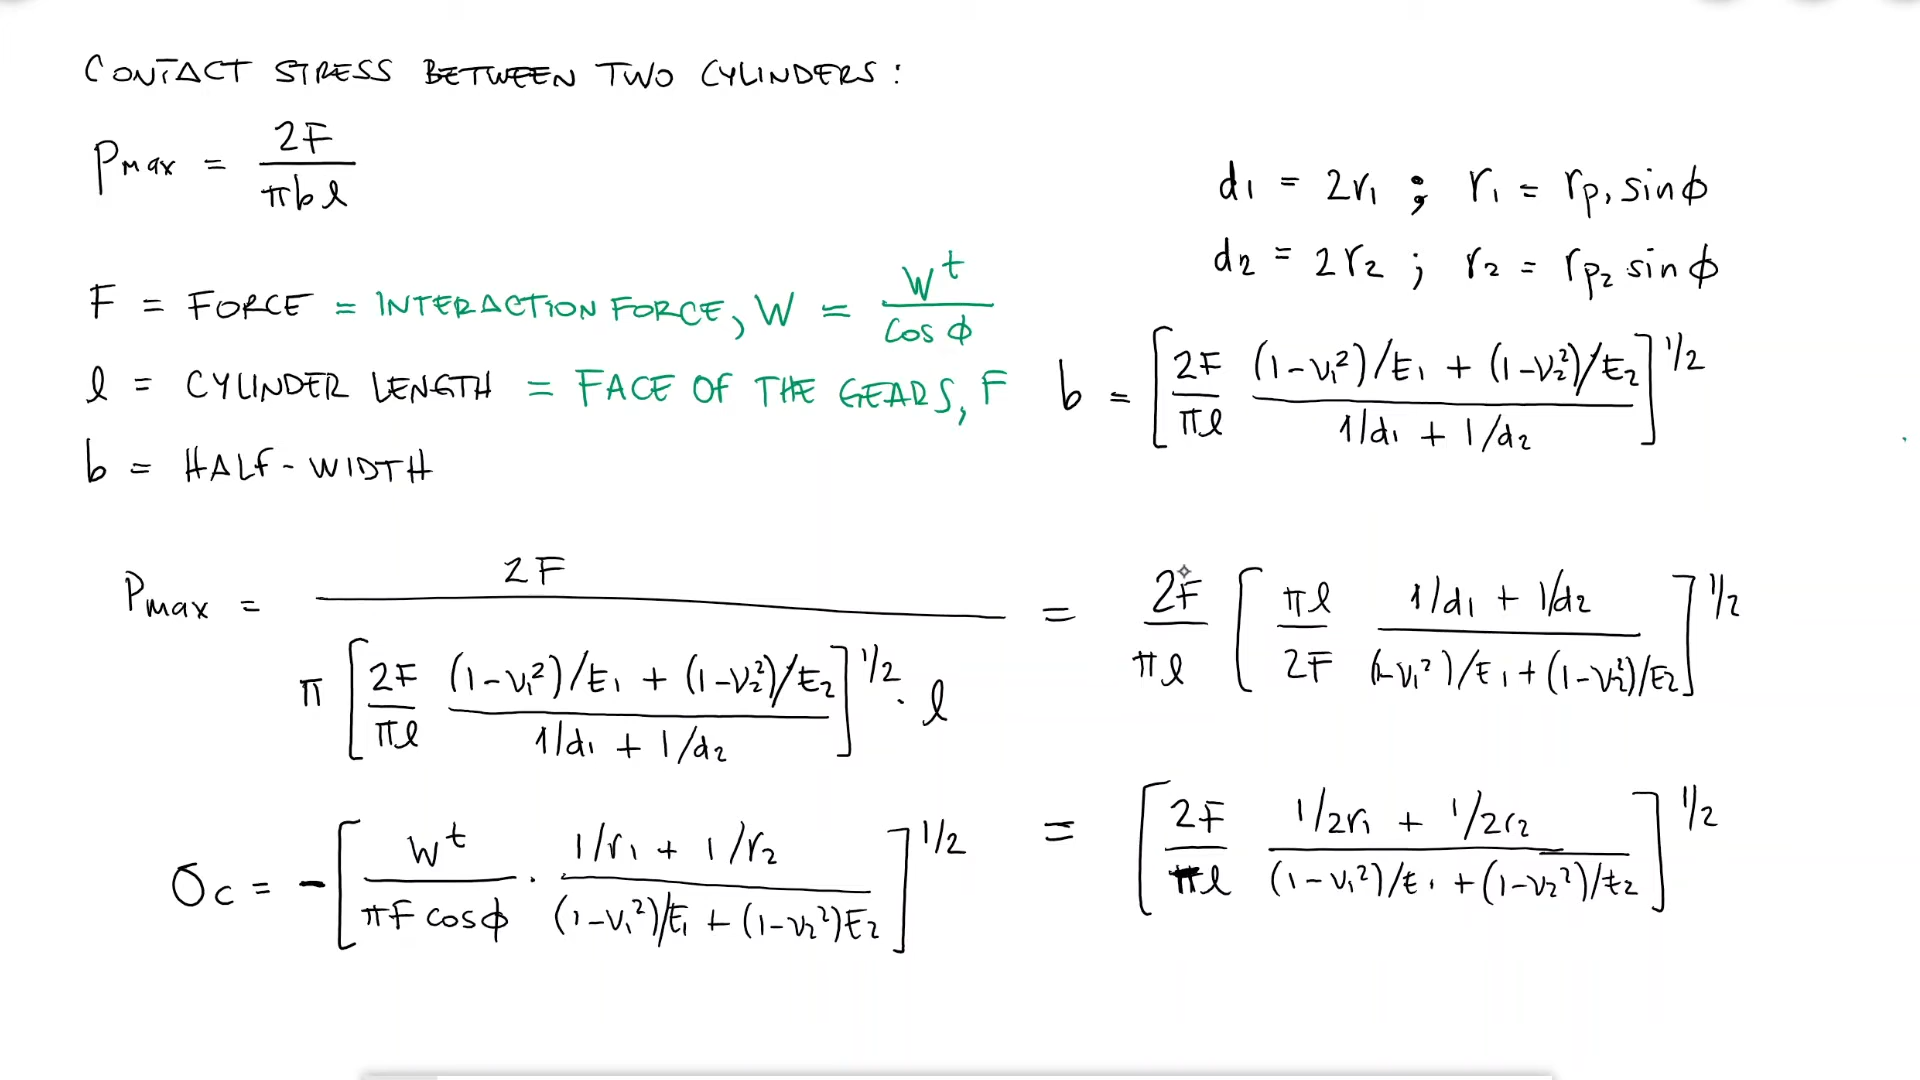 CONTACT STRESS BETWEEN TWO CYLINDERS:
Pmax = 2F / πbl
d1 = 2r1 ; r1 = rp1 sinϕ
d2 = 2r2 ; r2 = rp2 sinϕ
F = FORCE = INTERACTION FORCE, W = W^t / cos ϕ
l = CYLINDER LENGTH = FACE OF THE GEARS, F
b = [2F/πl (1-ν1²)/E1 + (1-ν2²)/E2 / 1/d1 + 1/d2]^1/2
b = HALF-WIDTH
Pmax = 2F / π [2F/πl (1-ν1²)/E1 + (1-ν2²)/E2 / 1/d1 + 1/d2]^1/2 · l = 2F/πl [πl/2F 1/d1 + 1/d2 / (1-ν1²)/E1 + (1-ν2²)/E2]^1/2
σc = -[W^t / πF cosϕ · 1/r1 + 1/r2 / (1-ν1²)/E1 + (1-ν2²)E2]^1/2 = [2F/πl 1/2r1 + 1/2r2 / (1-ν1²)/E1 + (1-ν2²)/E2]^1/2